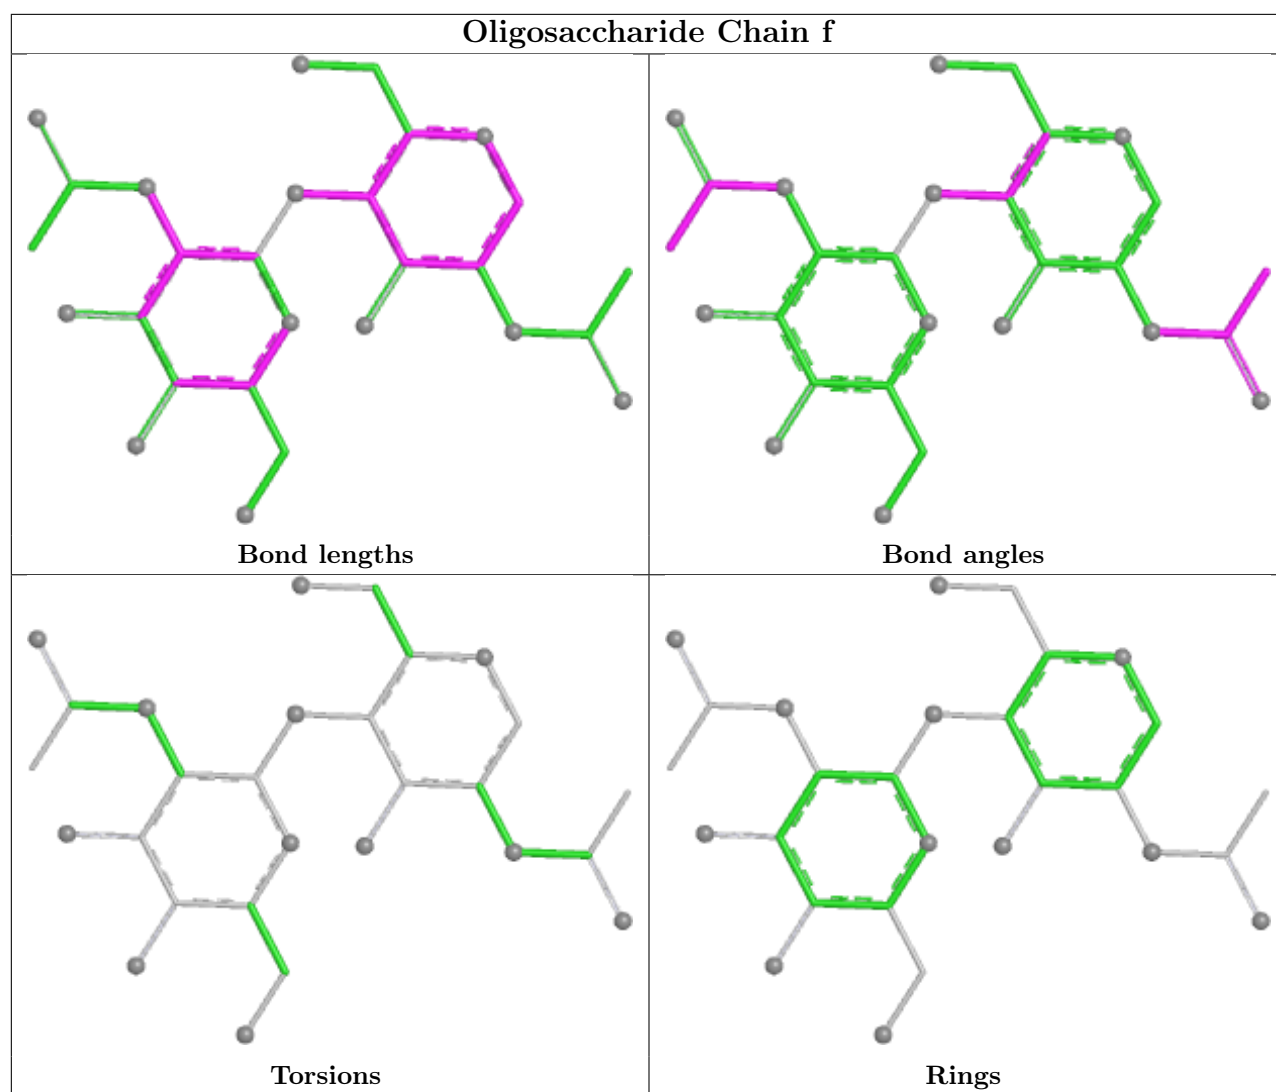 Oligosaccharide Chain f
Bond lengths
Bond angles
Torsions
Rings